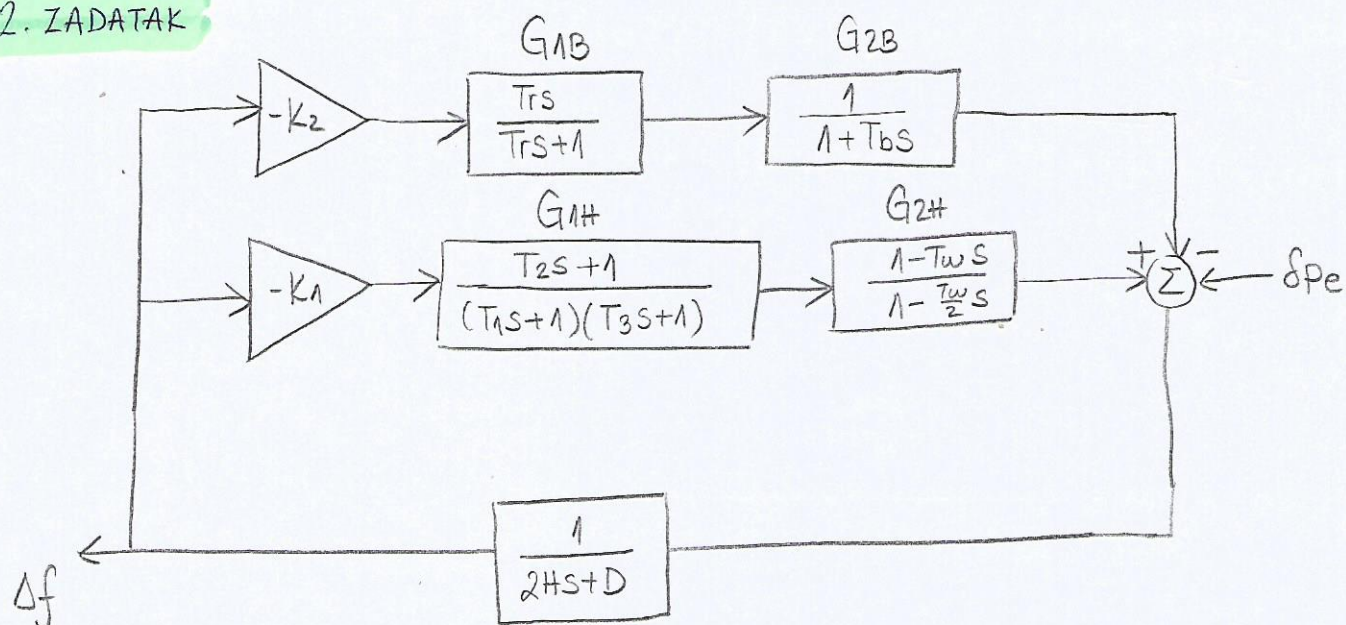 2. ZADATAK
G1B
G2B
-K2
Trs
Trs+1
1
1+Tbs
G1H
G2H
-K1
T2s+1
(T1s+1)(T3s+1)
1-Tws
1-Tw/2 s
+
-
Σ
δpe
1
2Hs+D
Δf